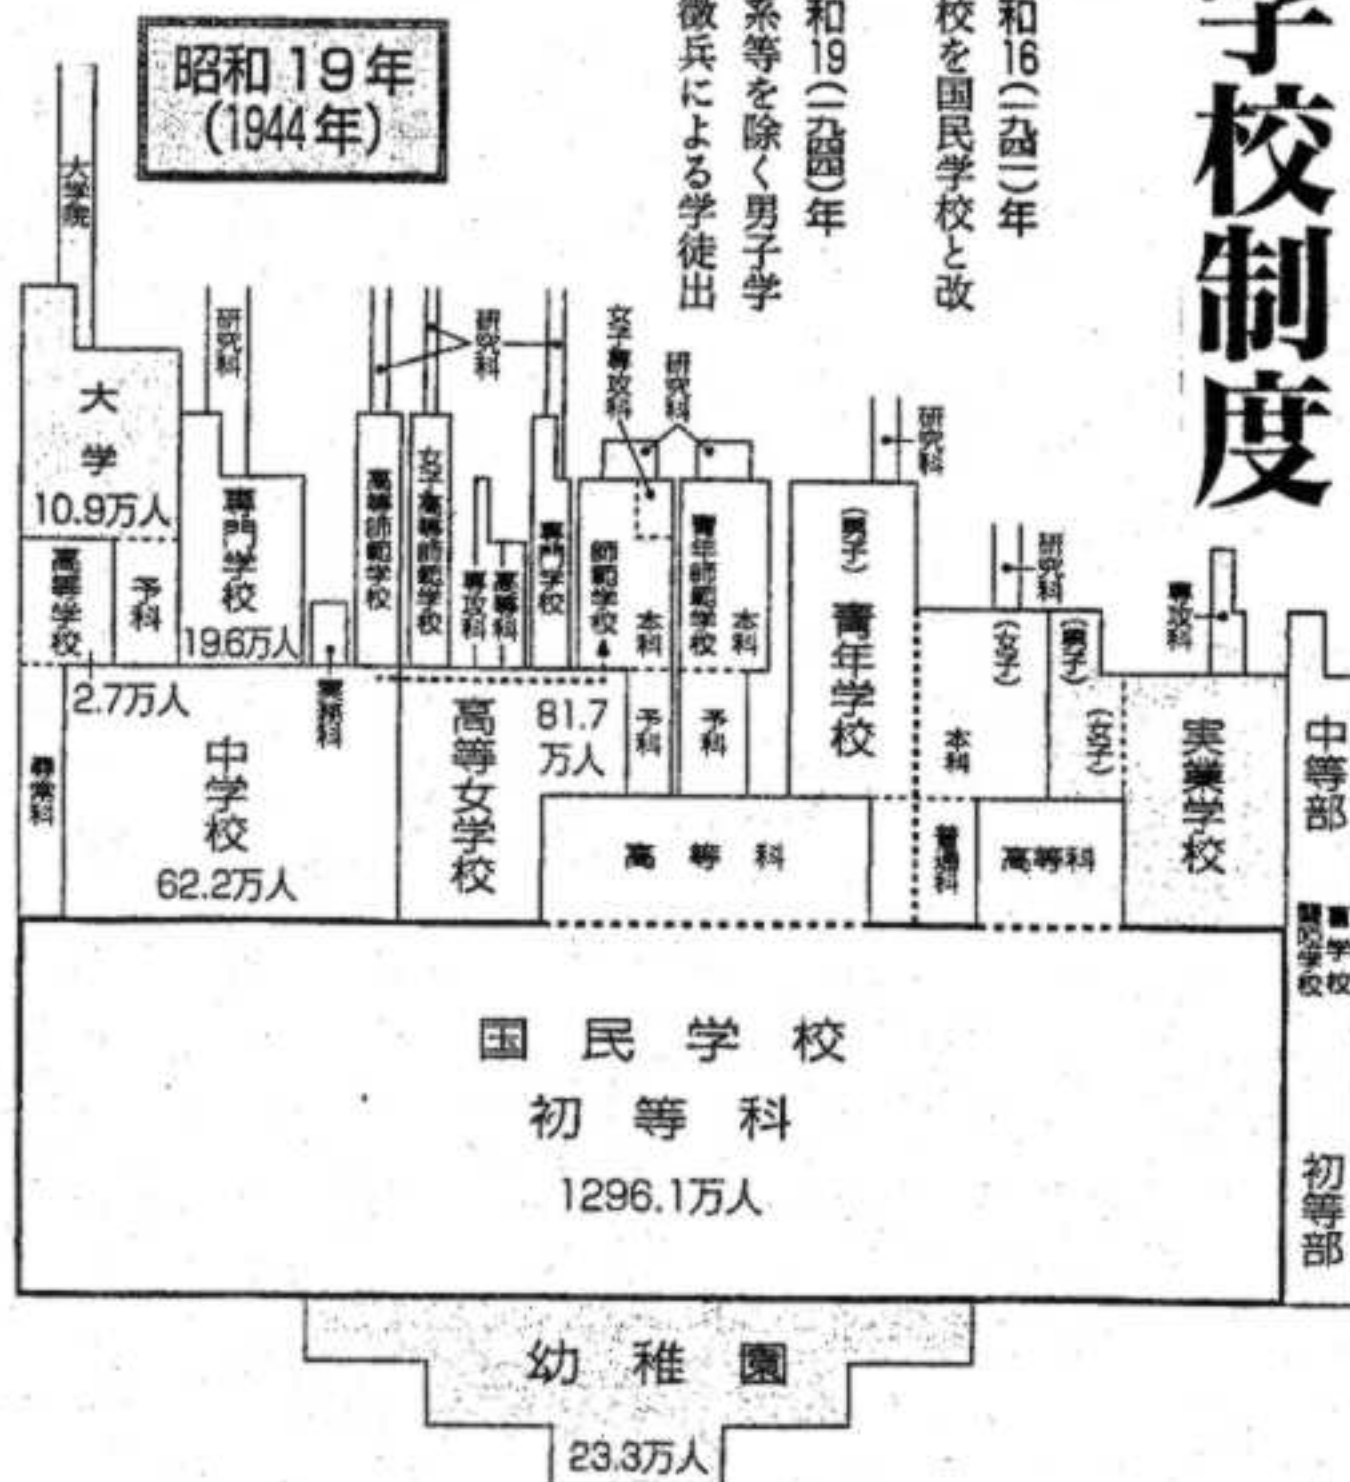 学校制度
和16(一九四一)年
校を国民学校と改
和19(一九四四)年
系等を除く男子学
徴兵による学徒出
昭和19年
(1944年)
大学院
研究科
研究科
女子専攻科
研究科
研究科
研究科
大学
10.9万人
高等学校
予科
2.7万人
専門学校
19.6万人
実務科
高等師範学校
女子高等師範学校
専攻科
高等科
専門学校
師範学校
本科
予科
青年師範学校
本科
予科
(男子)
青年学校
(女子)
(男子)
(女子)
本科
普通科
専攻科
実業学校
尋常科
中学校
62.2万人
高等女学校
81.7
万人
高等科
高等科
中等部
盲学校
聾唖学校
初等部
国民学校
初等科
1296.1万人
幼稚園
23.3万人